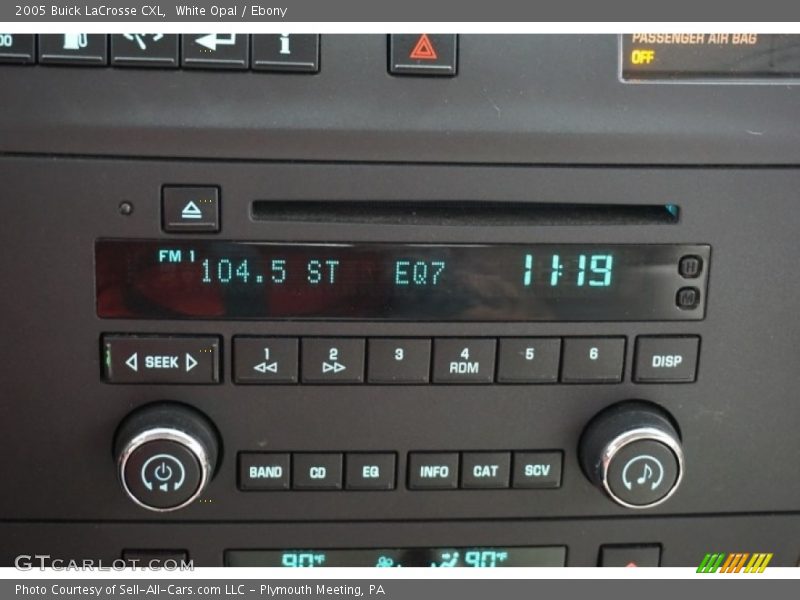 2005 Buick LaCrosse CXL, White Opal / Ebony
i
PASSENGER AIR BAG
OFF
FM 1
104.5 ST EQ7 11:19
H
M
SEEK
1 2 3 4 5 6
RDM
DISP
BAND CD EQ INFO CAT SCV
90°F 90°F
GTCARLOT.COM
Photo Courtesy of Sell-All-Cars.com LLC - Plymouth Meeting, PA